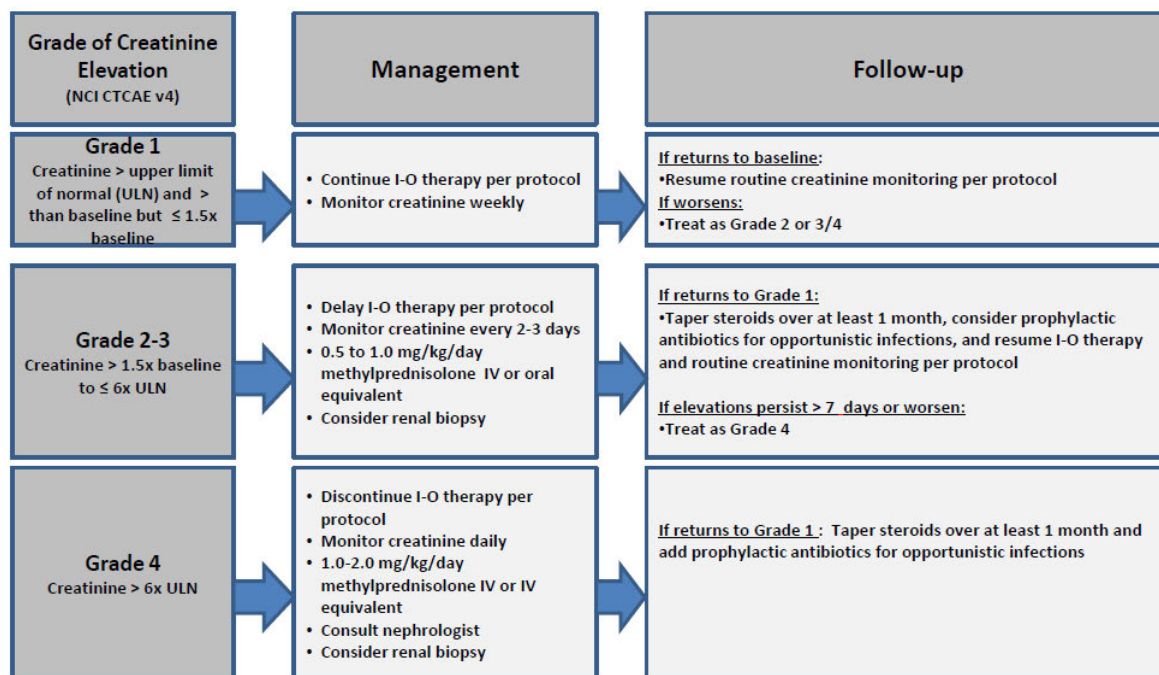 Grade of Creatinine
Elevation
(NCI CTCAE v4)
Management
Follow-up
Grade 1
Creatinine > upper limit
of normal (ULN) and >
than baseline but ≤ 1.5x
baseline
• Continue I-O therapy per protocol
• Monitor creatinine weekly
If returns to baseline:
•Resume routine creatinine monitoring per protocol
If worsens:
•Treat as Grade 2 or 3/4
Grade 2-3
Creatinine > 1.5x baseline
to ≤ 6x ULN
• Delay I-O therapy per protocol
• Monitor creatinine every 2-3 days
• 0.5 to 1.0 mg/kg/day
methylprednisolone IV or oral
equivalent
• Consider renal biopsy
If returns to Grade 1:
•Taper steroids over at least 1 month, consider prophylactic
antibiotics for opportunistic infections, and resume I-O therapy
and routine creatinine monitoring per protocol
If elevations persist > 7 days or worsen:
•Treat as Grade 4
Grade 4
Creatinine > 6x ULN
• Discontinue I-O therapy per
protocol
• Monitor creatinine daily
• 1.0-2.0 mg/kg/day
methylprednisolone IV or IV
equivalent
• Consult nephrologist
• Consider renal biopsy
If returns to Grade 1 : Taper steroids over at least 1 month and
add prophylactic antibiotics for opportunistic infections